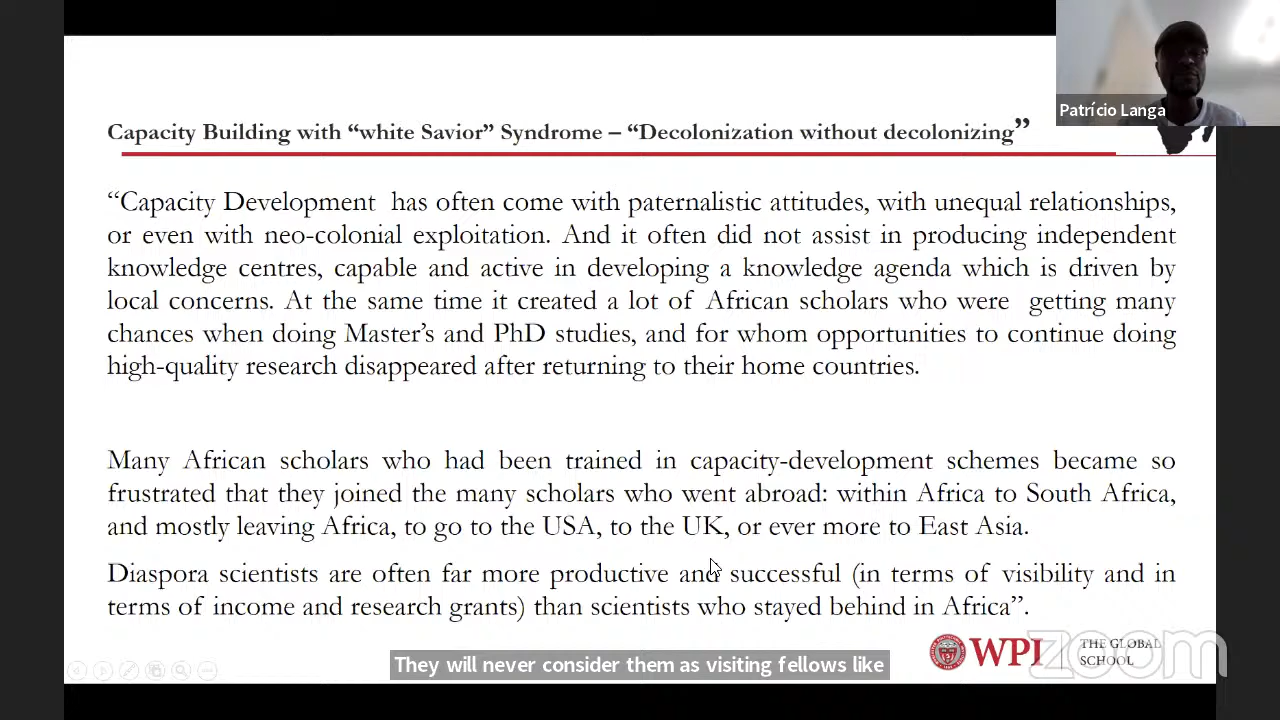 Patrício Langa
Capacity Building with “white Savior” Syndrome – “Decolonization without decolonizing”
“Capacity Development has often come with paternalistic attitudes, with unequal relationships,
or even with neo-colonial exploitation. And it often did not assist in producing independent
knowledge centres, capable and active in developing a knowledge agenda which is driven by
local concerns. At the same time it created a lot of African scholars who were getting many
chances when doing Master’s and PhD studies, and for whom opportunities to continue doing
high-quality research disappeared after returning to their home countries.
Many African scholars who had been trained in capacity-development schemes became so
frustrated that they joined the many scholars who went abroad: within Africa to South Africa,
and mostly leaving Africa, to go to the USA, to the UK, or ever more to East Asia.
Diaspora scientists are often far more productive and successful (in terms of visibility and in
terms of income and research grants) than scientists who stayed behind in Africa”.
WPI
THE GLOBAL
SCHOOL
zoom
They will never consider them as visiting fellows like